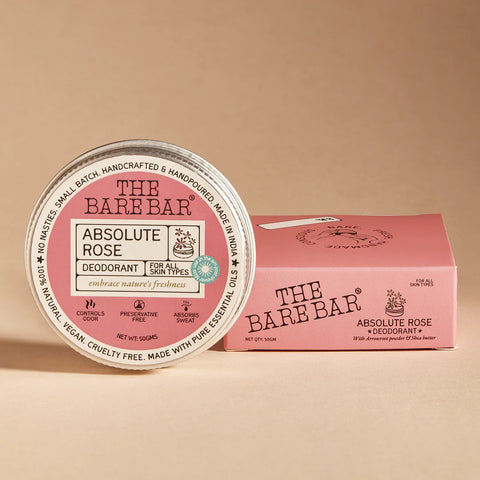 NO NASTIES. SMALL BATCH. HANDCRAFTED & HANDPOURED. MADE IN INDIA
100% NATURAL. VEGAN. CRUELTY FREE. MADE WITH PURE ESSENTIAL OILS
THE
BARE BAR®
ABSOLUTE
ROSE
DEODORANT
FOR ALL
SKIN TYPES
embrace nature's freshness
CONTROLS
ODOR
PRESERVATIVE
FREE
ABSORBS
SWEAT
NET WT: 50GMS
BARE
HANDMADE
THE
BARE BAR®
NET QTY. 50GM
FOR ALL
SKIN TYPES
ABSOLUTE ROSE
DEODORANT
With Arrowroot powder & Shea butter